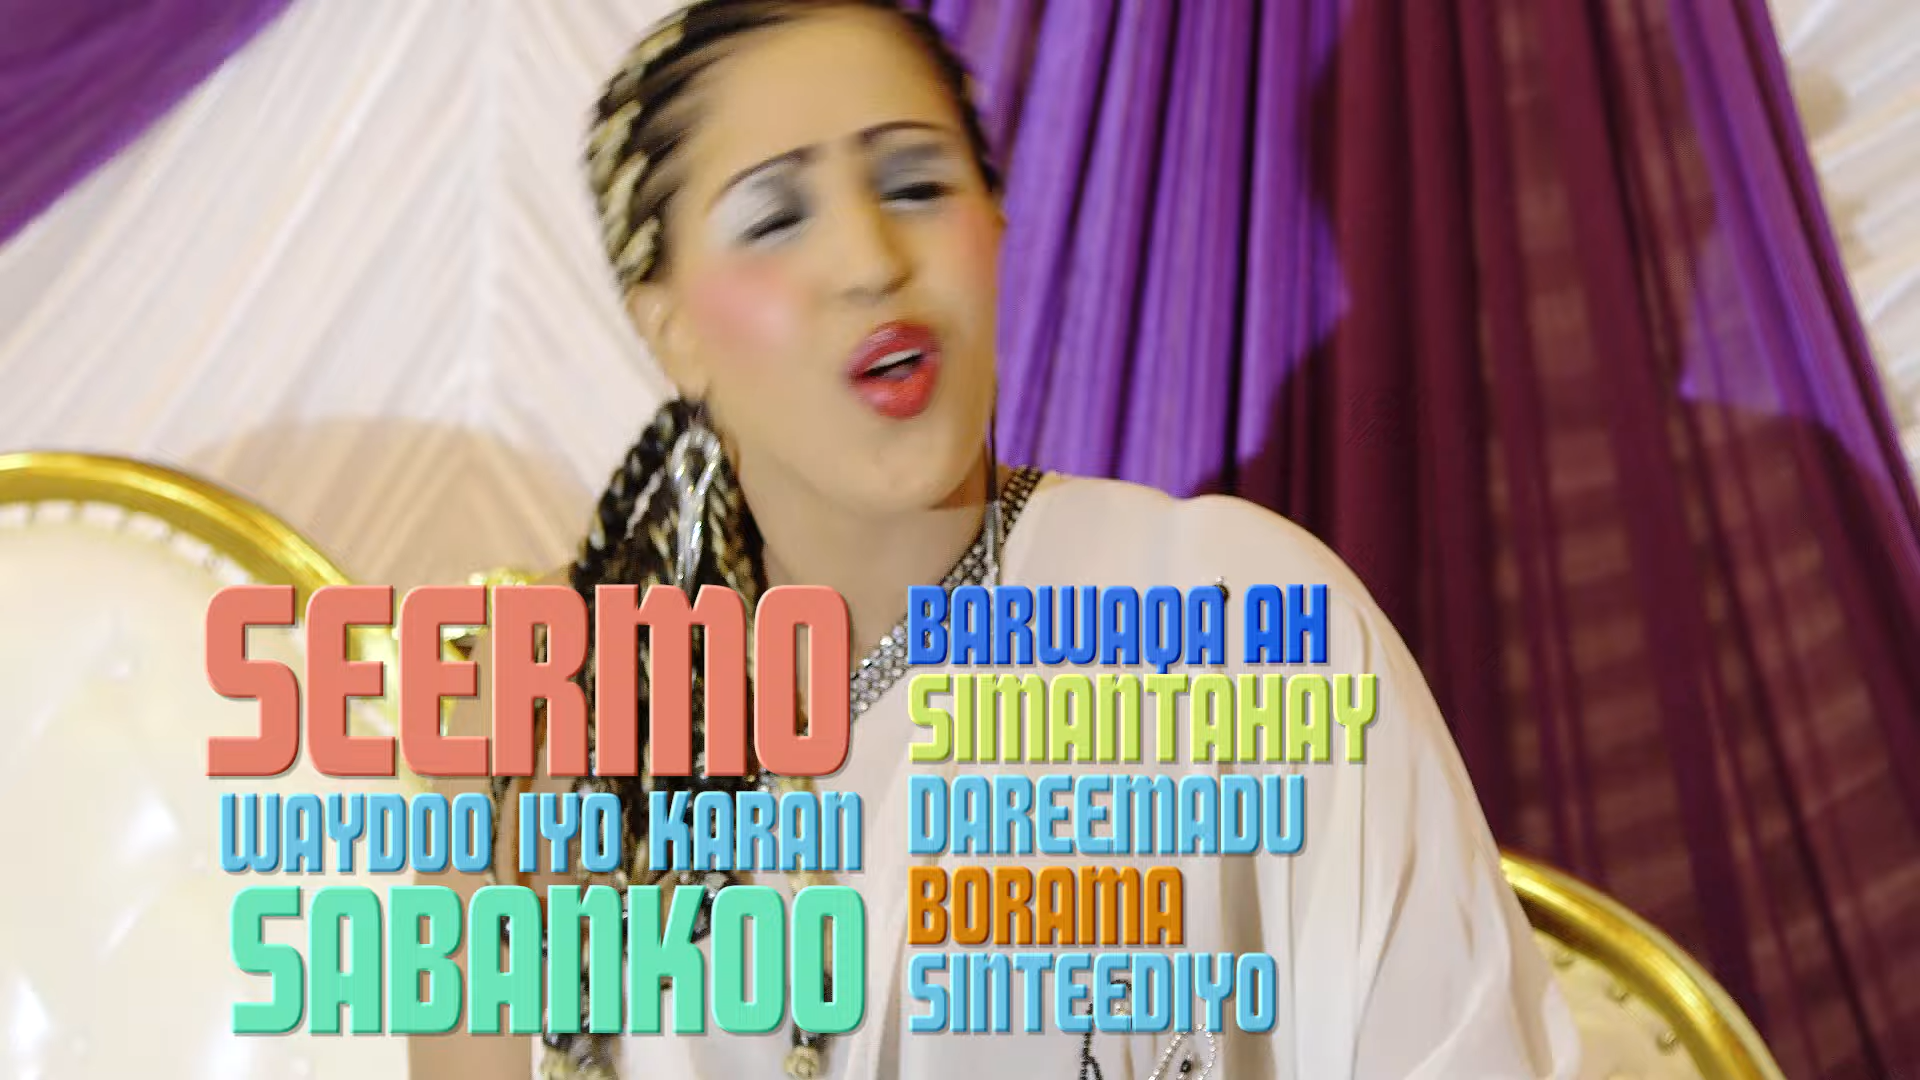 SEERMO
WAYDOO IYO KARAN
SABANKOO
BARWAQA AH
SIMANTAHAY
DAREEMADU
BORAMA
SINTEEDIYO